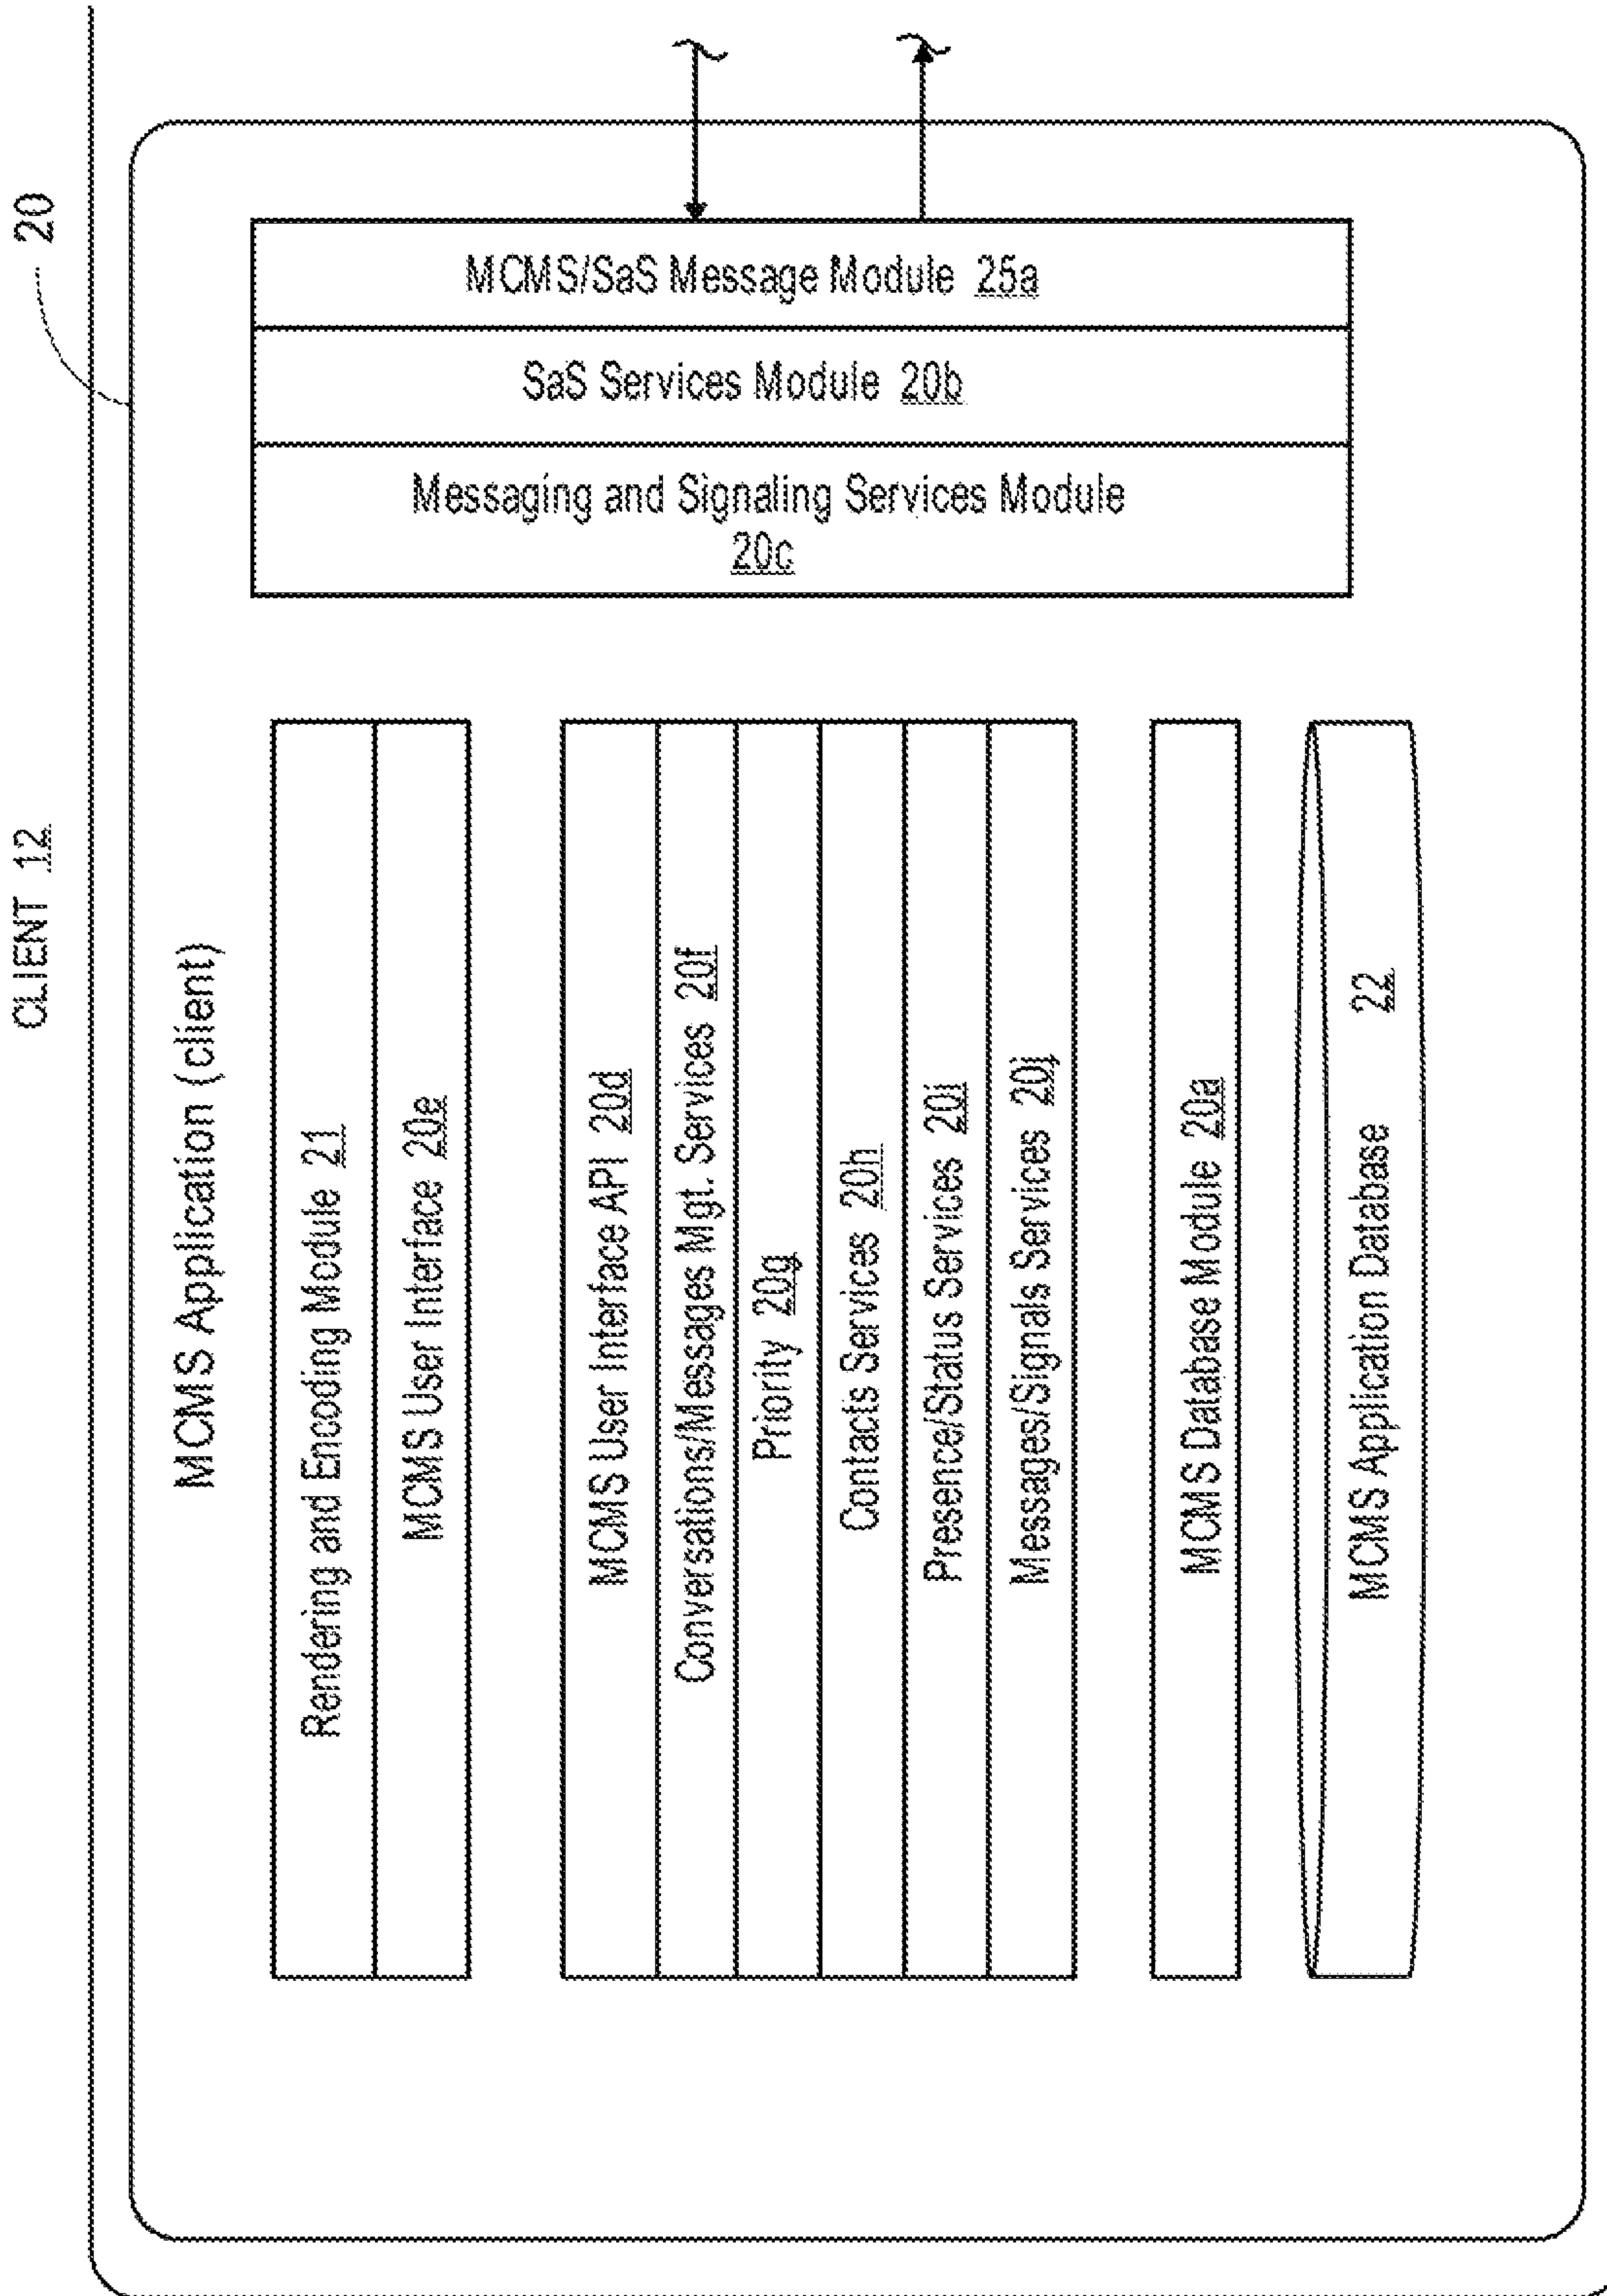 CLIENT 12
20
MCMS Application (client)
Rendering and Encoding Module 21
MCMS User Interface 20e
MCMS User Interface API 20d
Conversations/Messages Mgt. Services 20f
Priority 20g
Contacts Services 20h
Presence/Status Services 20i
Messages/Signals Services 20j
MCMS Database Module 20a
MCMS Application Database 22
MCMS/SaS Message Module 25a
SaS Services Module 20b
Messaging and Signaling Services Module
20c